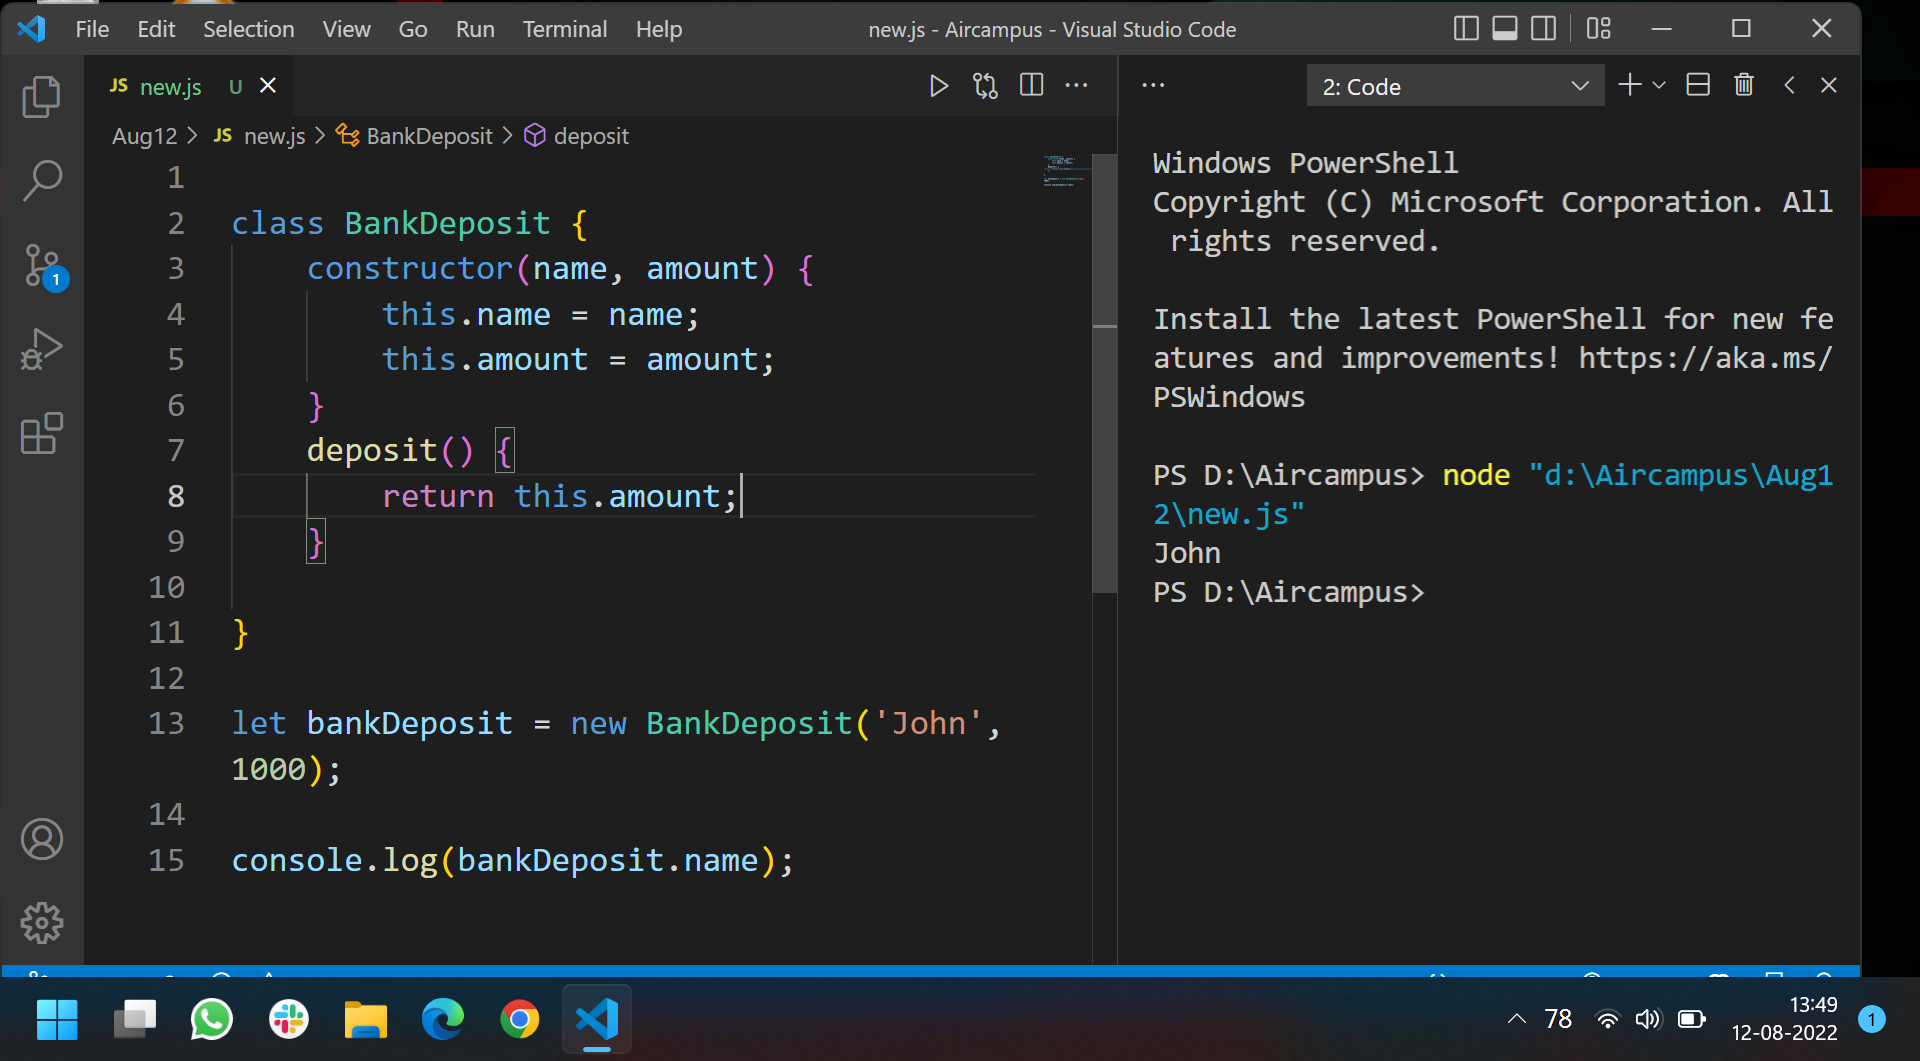 File Edit Selection View Go Run Terminal Help new.js - Aircampus - Visual Studio Code
JS new.js U
2: Code
Aug12 > JS new.js > BankDeposit > deposit
1
2 class BankDeposit {
3 constructor(name, amount) {
4 this.name = name;
5 this.amount = amount;
6 }
7 deposit() {
8 return this.amount;
9 }
10
11 }
12
13 let bankDeposit = new BankDeposit('John',
1000);
14
15 console.log(bankDeposit.name);
Windows PowerShell
Copyright (C) Microsoft Corporation. All
rights reserved.
Install the latest PowerShell for new fe
atures and improvements! https://aka.ms/
PSWindows
PS D:\Aircampus> node "d:\Aircampus\Aug1
2\new.js"
John
PS D:\Aircampus>
1
78
13:49
12-08-2022
1